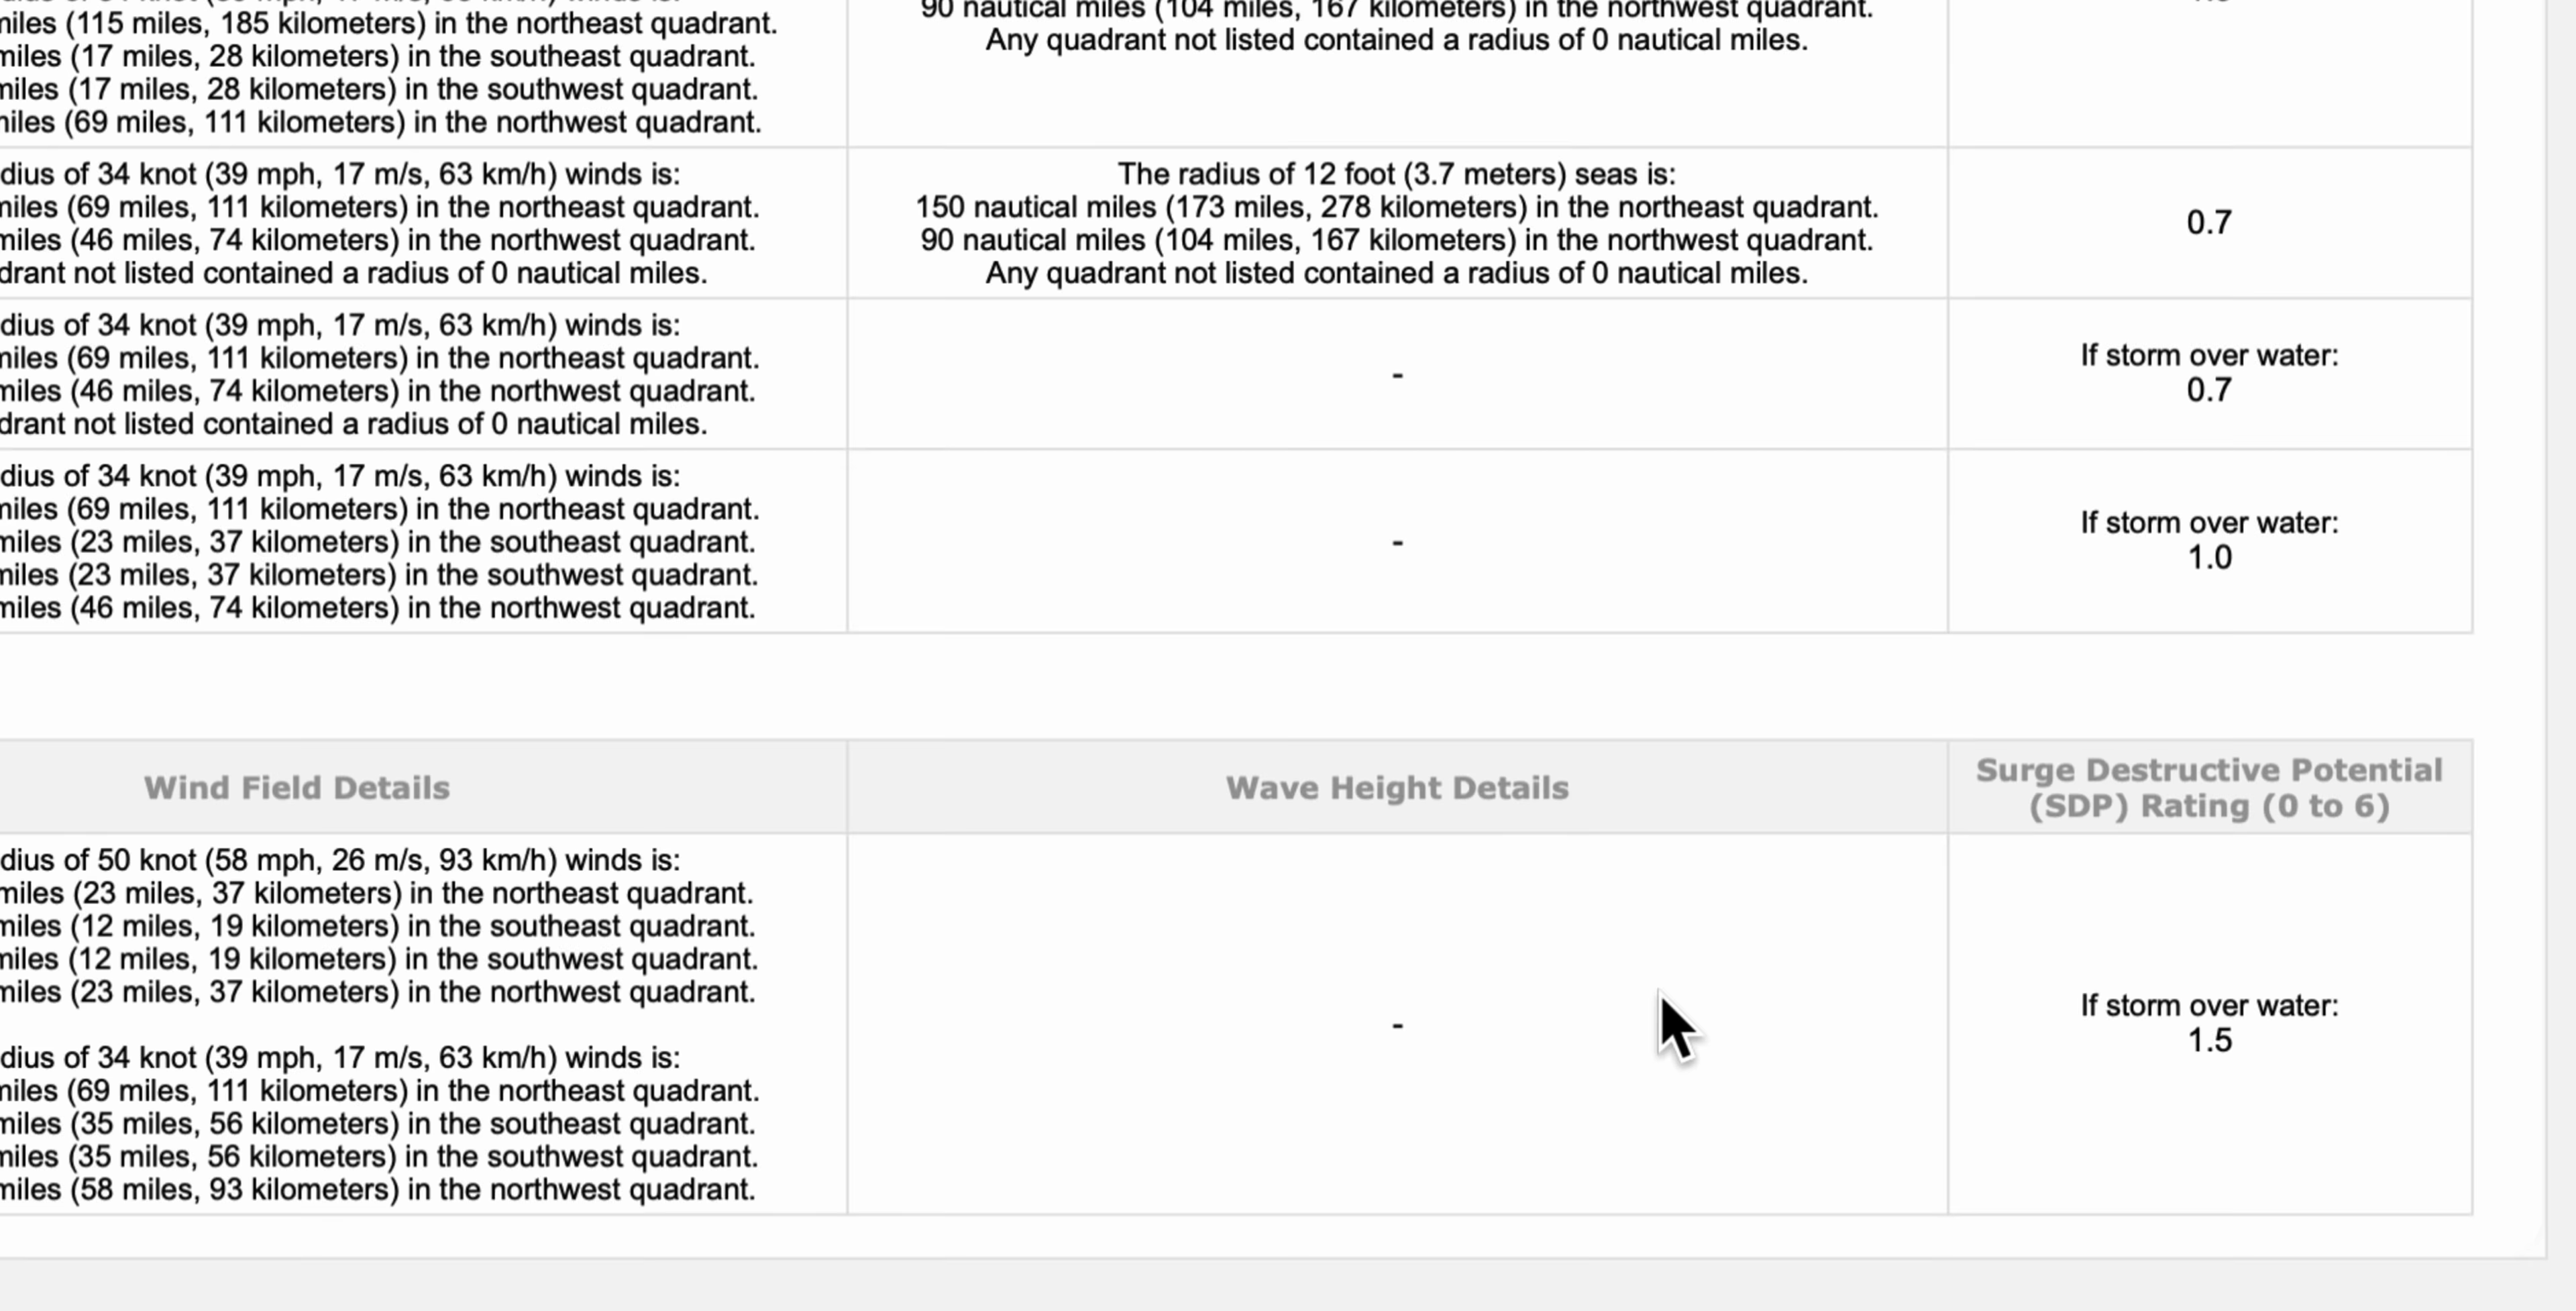 miles (115 miles, 185 kilometers) in the northeast quadrant.
miles (17 miles, 28 kilometers) in the southeast quadrant.
miles (17 miles, 28 kilometers) in the southwest quadrant.
miles (69 miles, 111 kilometers) in the northwest quadrant.
90 nautical miles (104 miles, 167 kilometers) in the northwest quadrant.
Any quadrant not listed contained a radius of 0 nautical miles.
dius of 34 knot (39 mph, 17 m/s, 63 km/h) winds is:
miles (69 miles, 111 kilometers) in the northeast quadrant.
miles (46 miles, 74 kilometers) in the northwest quadrant.
drant not listed contained a radius of 0 nautical miles.
The radius of 12 foot (3.7 meters) seas is:
150 nautical miles (173 miles, 278 kilometers) in the northeast quadrant.
90 nautical miles (104 miles, 167 kilometers) in the northwest quadrant.
Any quadrant not listed contained a radius of 0 nautical miles.
0.7
dius of 34 knot (39 mph, 17 m/s, 63 km/h) winds is:
miles (69 miles, 111 kilometers) in the northeast quadrant.
miles (46 miles, 74 kilometers) in the northwest quadrant.
drant not listed contained a radius of 0 nautical miles.
-
If storm over water:
0.7
dius of 34 knot (39 mph, 17 m/s, 63 km/h) winds is:
miles (69 miles, 111 kilometers) in the northeast quadrant.
miles (23 miles, 37 kilometers) in the southeast quadrant.
miles (23 miles, 37 kilometers) in the southwest quadrant.
miles (46 miles, 74 kilometers) in the northwest quadrant.
-
If storm over water:
1.0
Wind Field Details
Wave Height Details
Surge Destructive Potential
(SDP) Rating (0 to 6)
dius of 50 knot (58 mph, 26 m/s, 93 km/h) winds is:
miles (23 miles, 37 kilometers) in the northeast quadrant.
miles (12 miles, 19 kilometers) in the southeast quadrant.
miles (12 miles, 19 kilometers) in the southwest quadrant.
miles (23 miles, 37 kilometers) in the northwest quadrant.
dius of 34 knot (39 mph, 17 m/s, 63 km/h) winds is:
miles (69 miles, 111 kilometers) in the northeast quadrant.
miles (35 miles, 56 kilometers) in the southeast quadrant.
miles (35 miles, 56 kilometers) in the southwest quadrant.
miles (58 miles, 93 kilometers) in the northwest quadrant.
-
If storm over water:
1.5